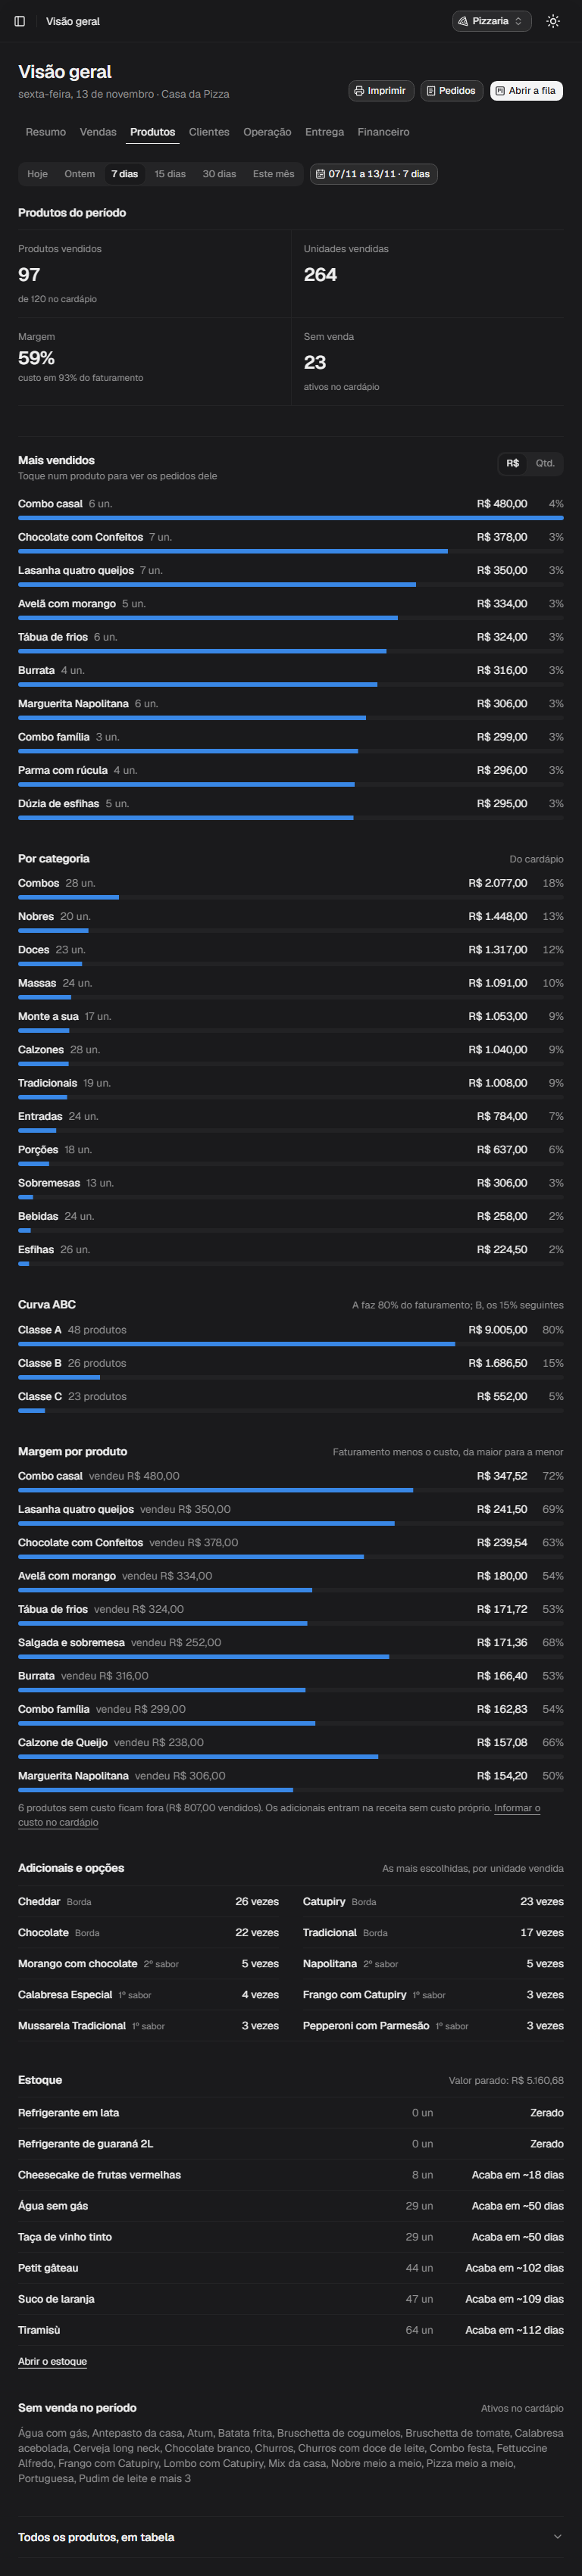 Visão geral
Pizzaria
Visão geral
sexta-feira, 13 de novembro · Casa da Pizza
Imprimir
Pedidos
Abrir a fila
Resumo Vendas Produtos Clientes Operação Entrega Financeiro
Hoje Ontem 7 dias 15 dias 30 dias Este mês 07/11 a 13/11 · 7 dias
Produtos do período
Produtos vendidos
97
de 120 no cardápio
Unidades vendidas
264
Margem
59%
custo em 93% do faturamento
Sem venda
23
ativos no cardápio
Mais vendidos
Toque num produto para ver os pedidos dele
R$ Qtd.
Combo casal 6 un. R$ 480,00 4%
Chocolate com Confeitos 7 un. R$ 378,00 3%
Lasanha quatro queijos 7 un. R$ 350,00 3%
Avelã com morango 5 un. R$ 334,00 3%
Tábua de frios 6 un. R$ 324,00 3%
Burrata 4 un. R$ 316,00 3%
Marguerita Napolitana 6 un. R$ 306,00 3%
Combo família 3 un. R$ 299,00 3%
Parma com rúcula 4 un. R$ 296,00 3%
Dúzia de esfihas 5 un. R$ 295,00 3%
Por categoria Do cardápio
Combos 28 un. R$ 2.077,00 18%
Nobres 20 un. R$ 1.448,00 13%
Doces 23 un. R$ 1.317,00 12%
Massas 24 un. R$ 1.091,00 10%
Monte a sua 17 un. R$ 1.053,00 9%
Calzones 28 un. R$ 1.040,00 9%
Tradicionais 19 un. R$ 1.008,00 9%
Entradas 24 un. R$ 784,00 7%
Porções 18 un. R$ 637,00 6%
Sobremesas 13 un. R$ 306,00 3%
Bebidas 24 un. R$ 258,00 2%
Esfihas 26 un. R$ 224,50 2%
Curva ABC A faz 80% do faturamento; B, os 15% seguintes
Classe A 48 produtos R$ 9.005,00 80%
Classe B 26 produtos R$ 1.686,50 15%
Classe C 23 produtos R$ 552,00 5%
Margem por produto Faturamento menos o custo, da maior para a menor
Combo casal vendeu R$ 480,00 R$ 347,52 72%
Lasanha quatro queijos vendeu R$ 350,00 R$ 241,50 69%
Chocolate com Confeitos vendeu R$ 378,00 R$ 239,54 63%
Avelã com morango vendeu R$ 334,00 R$ 180,00 54%
Tábua de frios vendeu R$ 324,00 R$ 171,72 53%
Salgada e sobremesa vendeu R$ 252,00 R$ 171,36 68%
Burrata vendeu R$ 316,00 R$ 166,40 53%
Combo família vendeu R$ 299,00 R$ 162,83 54%
Calzone de Queijo vendeu R$ 238,00 R$ 157,08 66%
Marguerita Napolitana vendeu R$ 306,00 R$ 154,20 50%
6 produtos sem custo ficam fora (R$ 807,00 vendidos). Os adicionais entram na receita sem custo próprio. Informar o
custo no cardápio
Adicionais e opções As mais escolhidas, por unidade vendida
Cheddar Borda 26 vezes Catupiry Borda 23 vezes
Chocolate Borda 22 vezes Tradicional Borda 17 vezes
Morango com chocolate 2º sabor 5 vezes Napolitana 2º sabor 5 vezes
Calabresa Especial 1º sabor 4 vezes Frango com Catupiry 1º sabor 3 vezes
Mussarela Tradicional 1º sabor 3 vezes Pepperoni com Parmesão 1º sabor 3 vezes
Estoque Valor parado: R$ 5.160,68
Refrigerante em lata 0 un Zerado
Refrigerante de guaraná 2L 0 un Zerado
Cheesecake de frutas vermelhas 8 un Acaba em ~18 dias
Água sem gás 29 un Acaba em ~50 dias
Taça de vinho tinto 29 un Acaba em ~50 dias
Petit gâteau 44 un Acaba em ~102 dias
Suco de laranja 47 un Acaba em ~109 dias
Tiramisù 64 un Acaba em ~112 dias
Abrir o estoque
Sem venda no período Ativos no cardápio
Água com gás, Antepasto da casa, Atum, Batata frita, Bruschetta de cogumelos, Bruschetta de tomate, Calabresa
acebolada, Cerveja long neck, Chocolate branco, Churros, Churros com doce de leite, Combo festa, Fettuccine
Alfredo, Frango com Catupiry, Lombo com Catupiry, Mix da casa, Nobre meio a meio, Pizza meio a meio,
Portuguesa, Pudim de leite e mais 3
Todos os produtos, em tabela